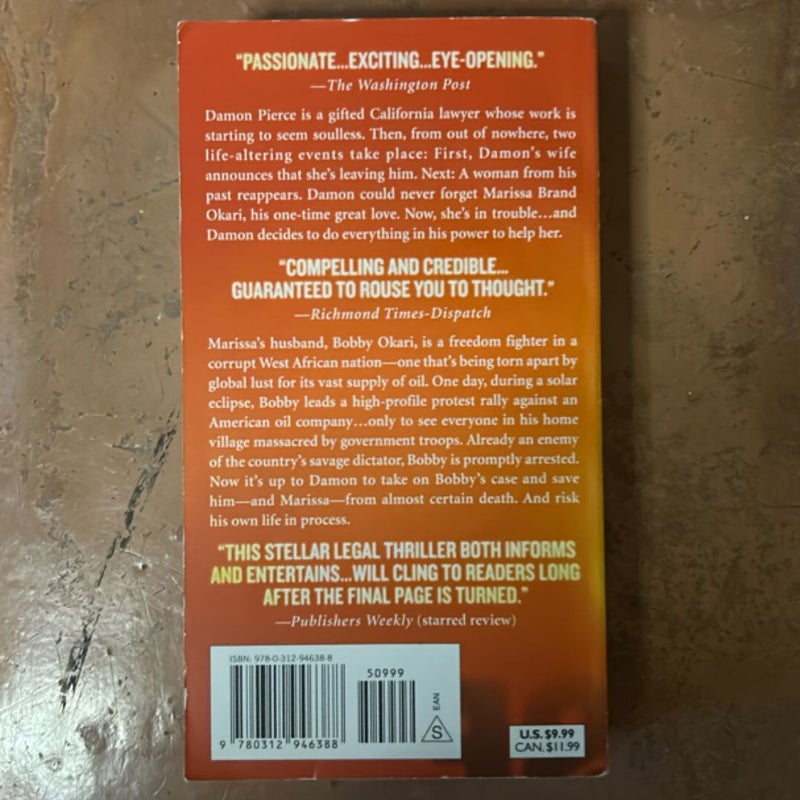 “PASSIONATE...EXCITING...EYE-OPENING.”
—The Washington Post
Damon Pierce is a gifted California lawyer whose work is
starting to seem soulless. Then, from out of nowhere, two
life-altering events take place: First, Damon’s wife
announces that she’s leaving him. Next: A woman from his
past reappears. Damon could never forget Marissa Brand
Okari, his one-time great love. Now, she’s in trouble...and
Damon decides to do everything in his power to help her.
“COMPELLING AND CREDIBLE...
GUARANTEED TO ROUSE YOU TO THOUGHT.”
—Richmond Times-Dispatch
Marissa’s husband, Bobby Okari, is a freedom fighter in a
corrupt West African nation—one that’s being torn apart by
global lust for its vast supply of oil. One day, during a solar
eclipse, Bobby leads a high-profile protest rally against an
American oil company...only to see everyone in his home
village massacred by government troops. Already an enemy
of the country’s savage dictator, Bobby is promptly arrested.
Now it’s up to Damon to take on Bobby’s case and save
him—and Marissa—from almost certain death. And risk
his own life in process.
“THIS STELLAR LEGAL THRILLER BOTH INFORMS
AND ENTERTAINS...WILL CLING TO READERS LONG
AFTER THE FINAL PAGE IS TURNED.”
—Publishers Weekly (starred review)
ISBN: 978-0-312-94638-8
50999
9 780312 946388
EAN
S
U.S. $9.99
CAN. $11.99